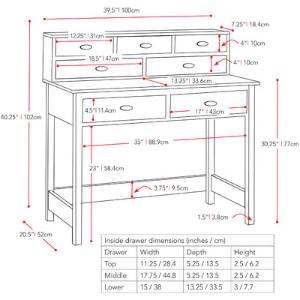 39.5"/ 100cm
7.25"/ 18.4cm
12.25"/31cm
4"/ 10cm
18.5"/47cm
4"/ 10cm
13.25"/33.6cm
4.5"/ 11.4cm
17"/ 43cm
40.25"/ 102cm
35"/ 88.9cm
30.25"/ 77cm
23"/ 58.4cm
3.75"/ 9.5cm
1.5"/ 3.8cm
20.5"/ 52cm
Inside drawer dimensions (inches / cm)
Drawer Width Depth Height
Top 11.25 / 28.4 5.25 / 13.5 2.5 / 6.2
Middle 17.75 / 44.8 5.25 / 13.5 2.5 / 6.2
Lower 15 / 38 13.25 / 33.5 3 / 7.7